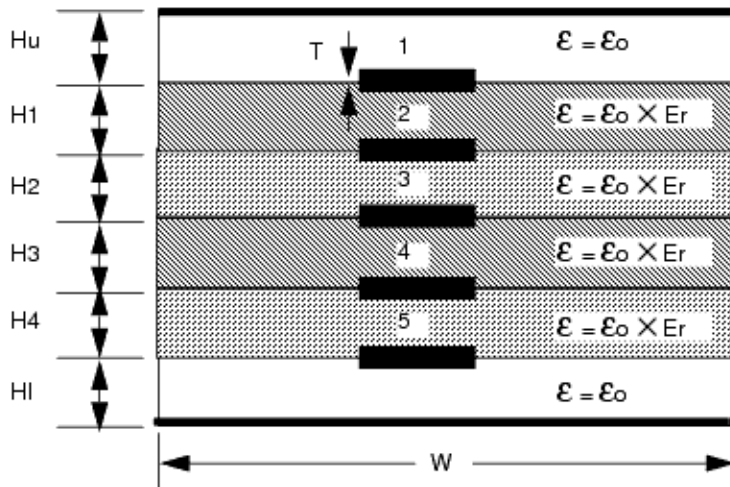 Hu
T
1
ε = εo
H1
2
ε = εo × Er
H2
3
ε = εo × Er
H3
4
ε = εo × Er
H4
5
ε = εo × Er
Hl
ε = εo
W